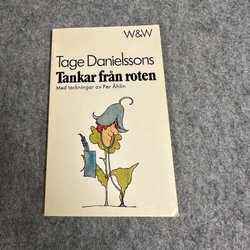 W&W
Tage Danielssons
Tankar från roten
Med teckningar av Per Åhlin